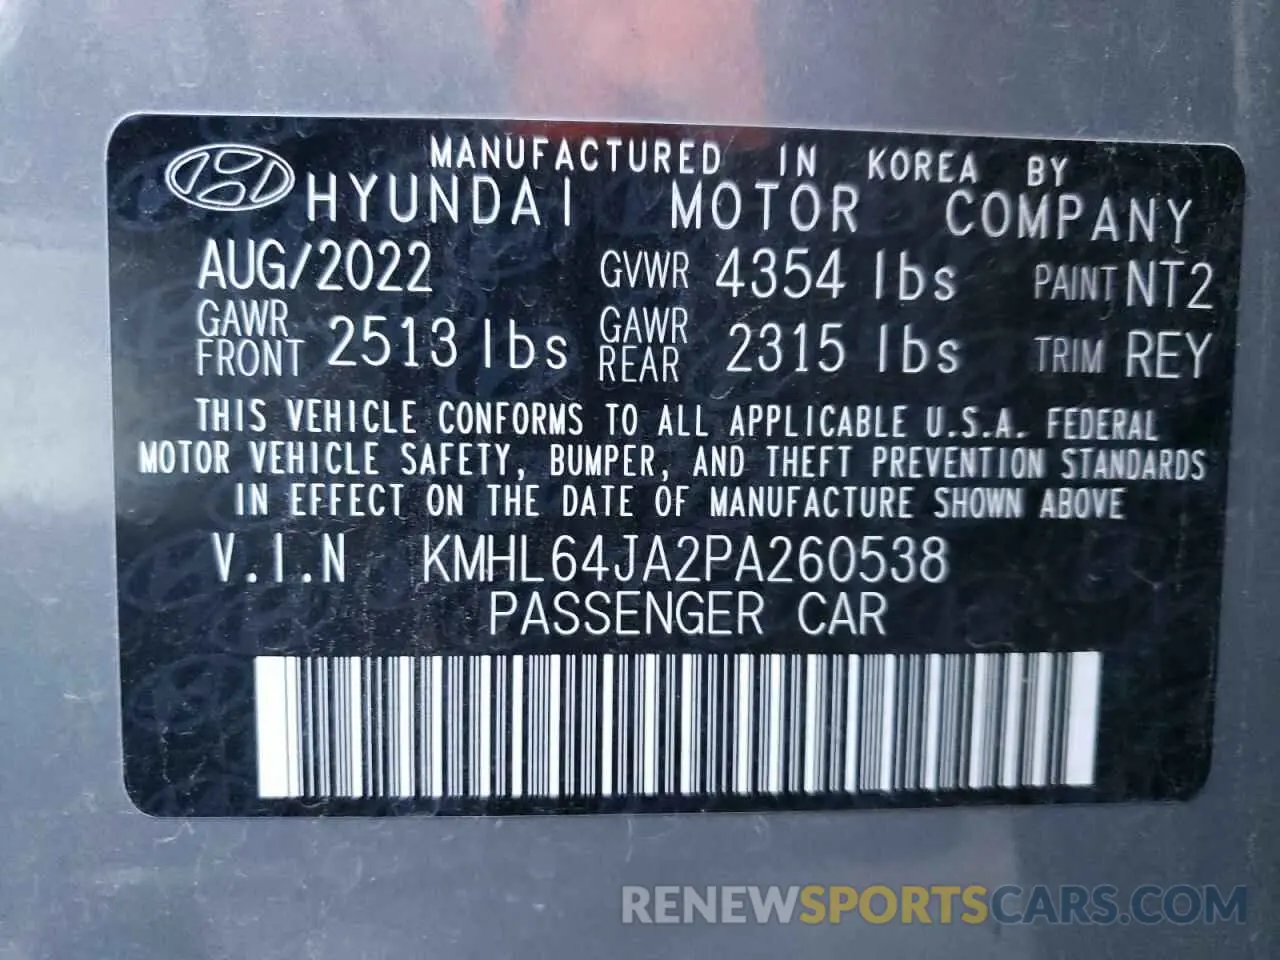 MANUFACTURED IN KOREA BY
HYUNDAI MOTOR COMPANY
AUG/2022 GVWR 4354 lbs PAINT NT2
GAWR FRONT 2513 lbs GAWR REAR 2315 lbs TRIM REY
THIS VEHICLE CONFORMS TO ALL APPLICABLE U.S.A. FEDERAL
MOTOR VEHICLE SAFETY, BUMPER, AND THEFT PREVENTION STANDARDS
IN EFFECT ON THE DATE OF MANUFACTURE SHOWN ABOVE
V.I.N KMHL64JA2PA260538
PASSENGER CAR
RENEWSPORTSCARS.COM